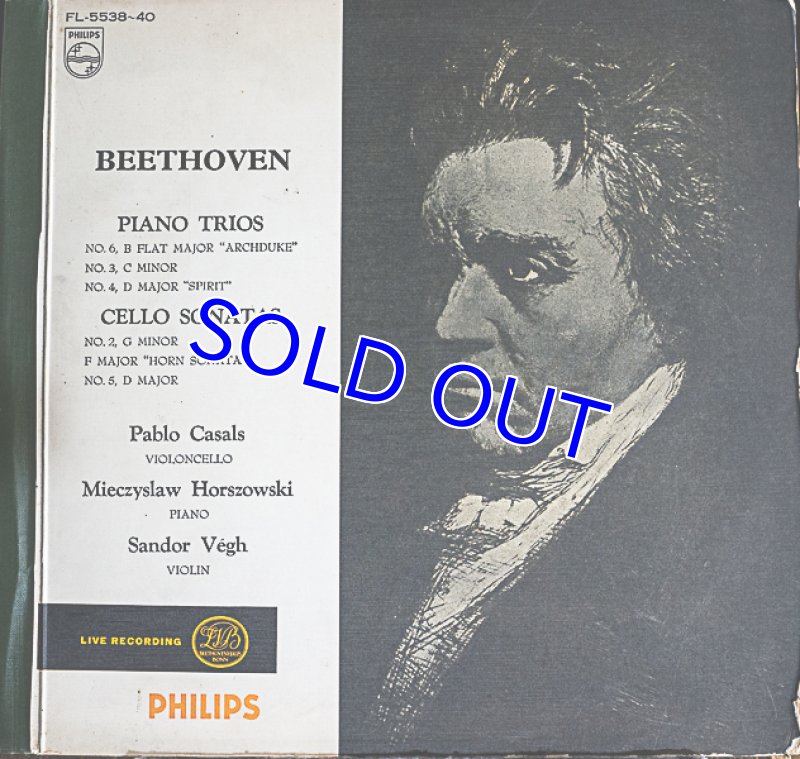 FL-5538~40
PHILIPS
BEETHOVEN
PIANO TRIOS
NO. 6, B FLAT MAJOR "ARCHDUKE"
NO. 3, C MINOR
NO. 4, D MAJOR "SPIRIT"
CELLO SONATAS
NO. 2, G MINOR
F MAJOR "HORN SONATA
NO. 5, D MAJOR
SOLD OUT
Pablo Casals
VIOLONCELLO
Mieczyslaw Horszowski
PIANO
Sandor Végh
VIOLIN
LIVE RECORDING
LVB
BONN
PHILIPS